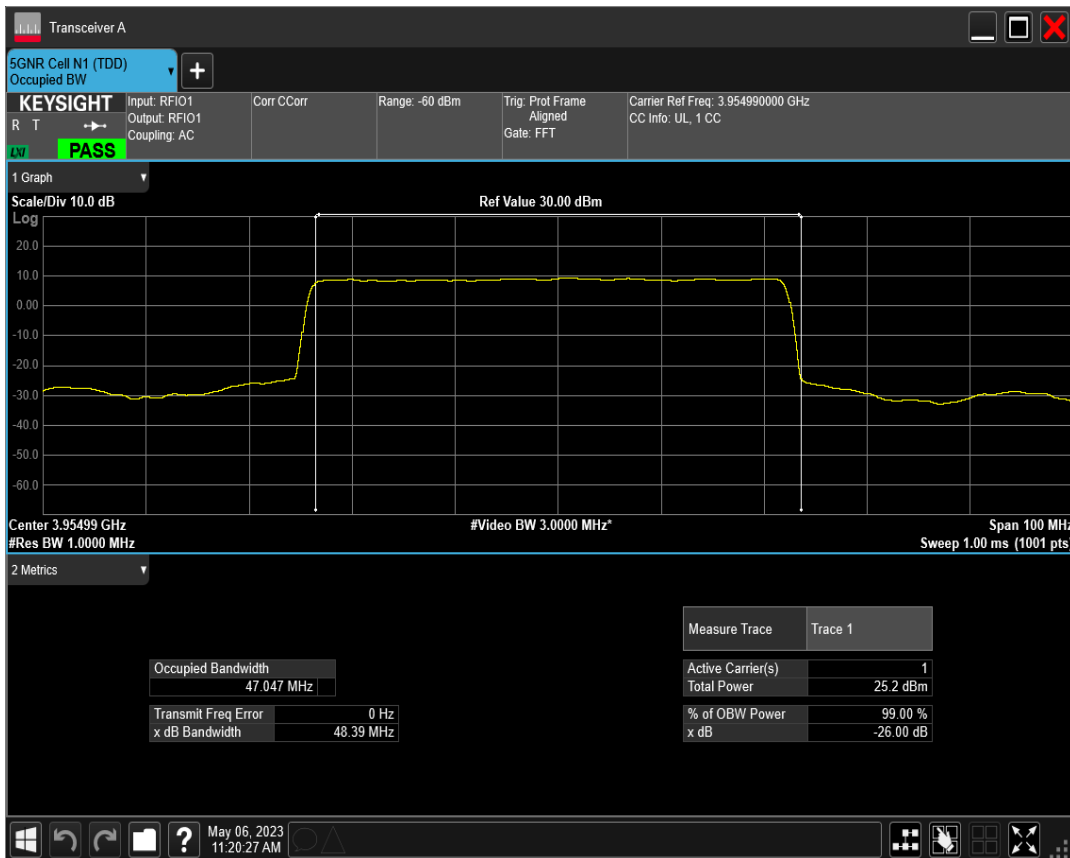 Transceiver A
5GNR Cell N1 (TDD)
Occupied BW
+
KEYSIGHT
R T
LXI
PASS
Input: RFIO1
Output: RFIO1
Coupling: AC
Corr CCorr
Range: -60 dBm
Trig: Prot Frame
Aligned
Gate: FFT
Carrier Ref Freq: 3.954990000 GHz
CC Info: UL, 1 CC
1 Graph
Scale/Div 10.0 dB
Ref Value 30.00 dBm
Log
20.0
10.0
0.00
-10.0
-20.0
-30.0
-40.0
-50.0
-60.0
Center 3.95499 GHz
#Video BW 3.0000 MHz*
Span 100 MHz
#Res BW 1.0000 MHz
Sweep 1.00 ms (1001 pts)
2 Metrics
Measure Trace Trace 1
Occupied Bandwidth
47.047 MHz
Active Carrier(s) 1
Total Power 25.2 dBm
Transmit Freq Error 0 Hz
x dB Bandwidth 48.39 MHz
% of OBW Power 99.00 %
x dB -26.00 dB
?
May 06, 2023
11:20:27 AM